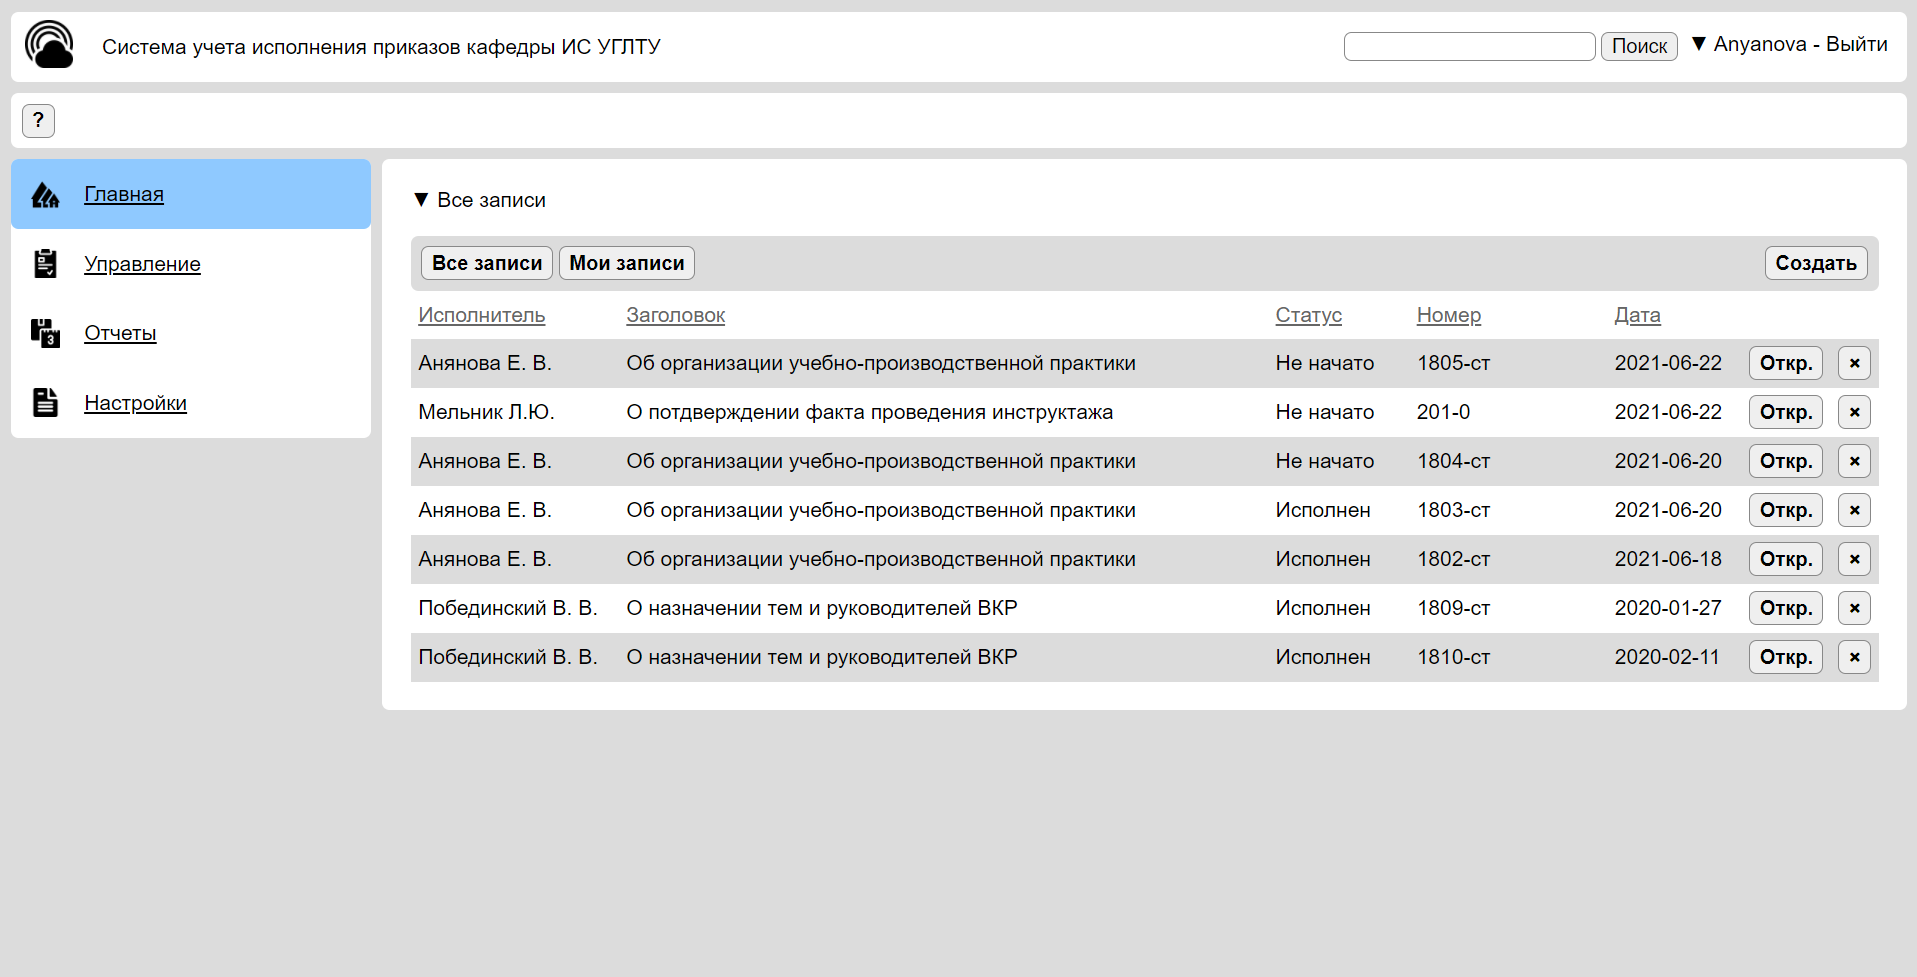 Система учета исполнения приказов кафедры ИС УГЛТУ
Поиск
▼ Anyanova - Выйти
?
Главная
Управление
Отчеты
Настройки
▼ Все записи
Все записи Мои записи Создать
Исполнитель Заголовок Статус Номер Дата
Анянова Е. В. Об организации учебно-производственной практики Не начато 1805-ст 2021-06-22 Откр. ×
Мельник Л.Ю. О потдверждении факта проведения инструктажа Не начато 201-0 2021-06-22 Откр. ×
Анянова Е. В. Об организации учебно-производственной практики Не начато 1804-ст 2021-06-20 Откр. ×
Анянова Е. В. Об организации учебно-производственной практики Исполнен 1803-ст 2021-06-20 Откр. ×
Анянова Е. В. Об организации учебно-производственной практики Исполнен 1802-ст 2021-06-18 Откр. ×
Побединский В. В. О назначении тем и руководителей ВКР Исполнен 1809-ст 2020-01-27 Откр. ×
Побединский В. В. О назначении тем и руководителей ВКР Исполнен 1810-ст 2020-02-11 Откр. ×